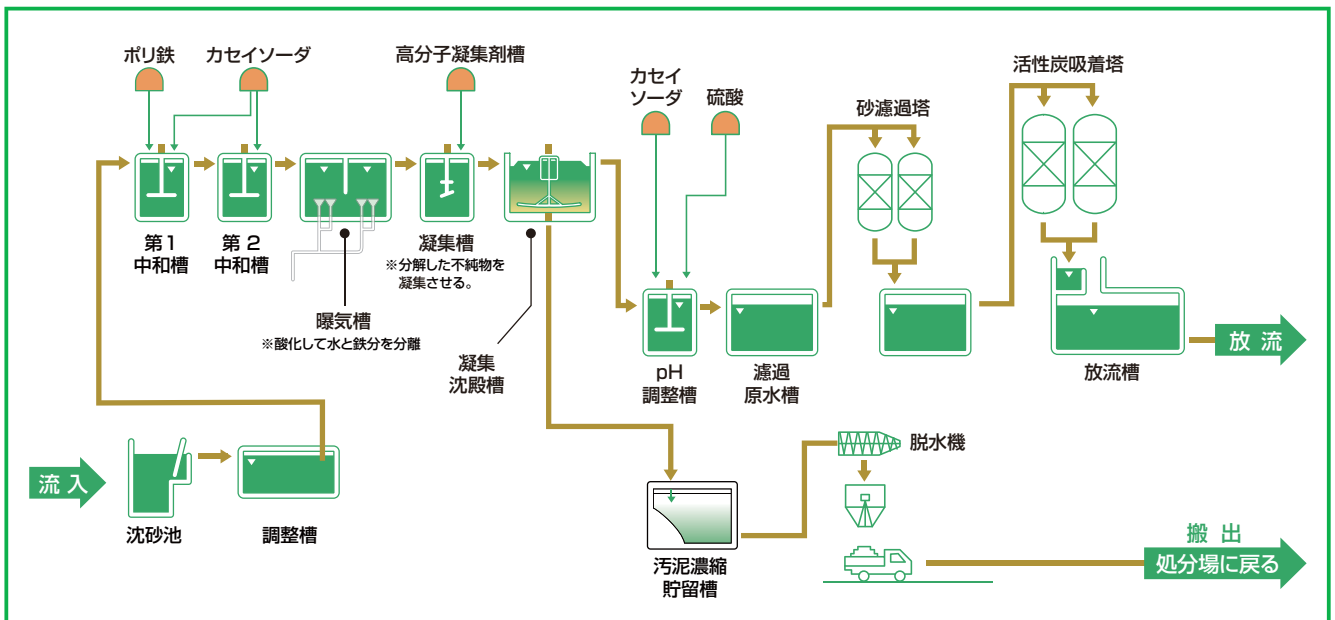 ポリ鉄
カセイソーダ
高分子凝集剤槽
カセイ
ソーダ
硫酸
砂濾過塔
活性炭吸着塔
第1
中和槽
第2
中和槽
曝気槽
※酸化して水と鉄分を分離
凝集槽
※分解した不純物を
凝集させる。
凝集
沈殿槽
pH
調整槽
濾過
原水槽
放流槽
放流
流入
沈砂池
調整槽
汚泥濃縮
貯留槽
脱水機
搬出
処分場に戻る